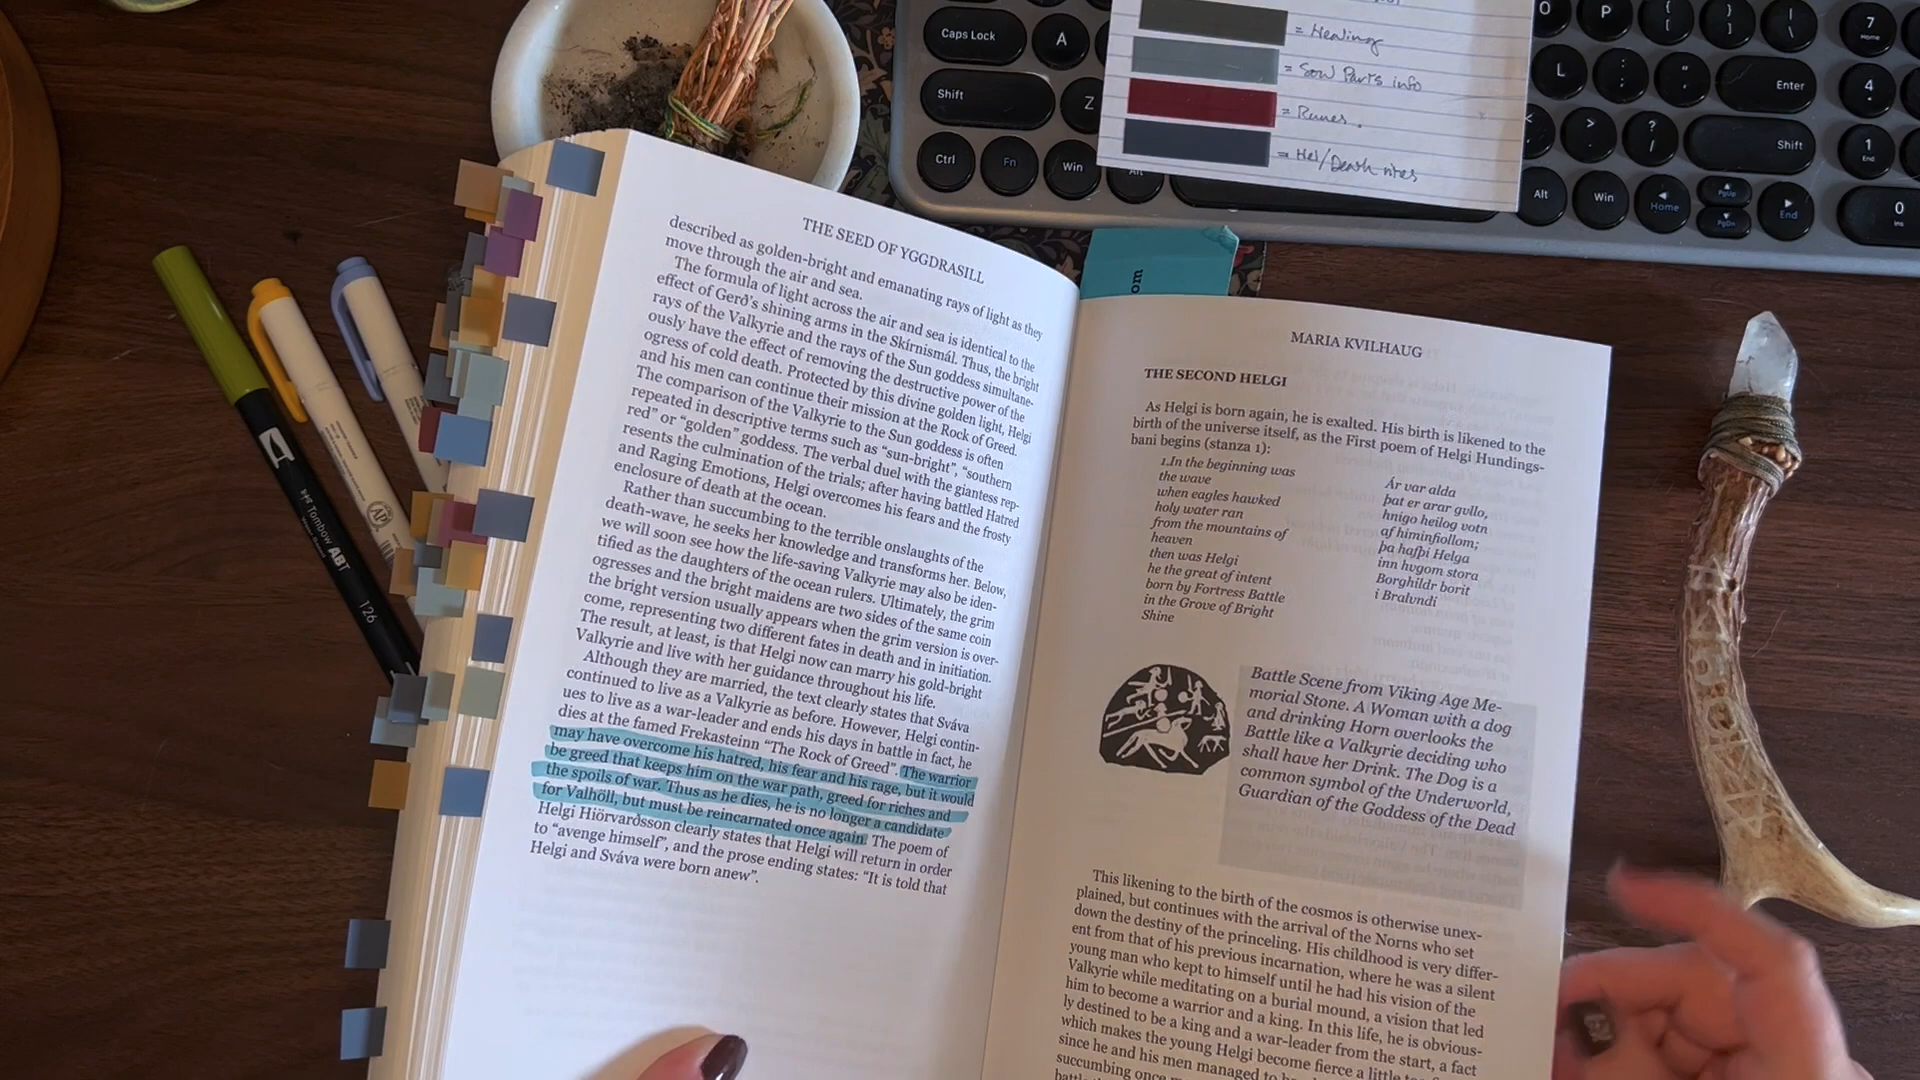 = Healing
= Soul Parts info
= Runes.
= Hel/Death rites
Caps Lock
A
Shift
Z
Ctrl
Fn
Win
Alt
O
P
{
[
}
]
|
\
7
Home
L
:
;
"
Enter
4
<
>
?
/
Shift
1
End
Alt
Win
Home
PgUp
PgDn
End
0
Ins
om
Tombow ABT
126
AP
THE SEED OF YGGDRASILL
described as golden-bright and emanating rays of light as they
move through the air and sea.
The formula of light across the air and sea is identical to the
effect of Gerð's shining arms in the Skírnismál. Thus, the bright
rays of the Valkyrie and the rays of the Sun goddess simultane-
ously have the effect of removing the destructive power of the
ogress of cold death. Protected by this divine golden light, Helgi
and his men can continue their mission at the Rock of Greed.
The comparison of the Valkyrie to the Sun goddess is often
repeated in descriptive terms such as "sun-bright", "southern
red" or "golden" goddess. The verbal duel with the giantess rep-
resents the culmination of the trials; after having battled Hatred
and Raging Emotions, Helgi overcomes his fears and the frosty
enclosure of death at the ocean.
Rather than succumbing to the terrible onslaughts of the
death-wave, he seeks her knowledge and transforms her. Below,
we will soon see how the life-saving Valkyrie may also be iden-
tified as the daughters of the ocean rulers. Ultimately, the grim
ogresses and the bright maidens are two sides of the same coin
the bright version usually appears when the grim version is over-
come, representing two different fates in death and in initiation.
The result, at least, is that Helgi now can marry his gold-bright
Valkyrie and live with her guidance throughout his life.
Although they are married, the text clearly states that Sváva
continued to live as a Valkyrie as before. However, Helgi contin-
ues to live as a war-leader and ends his days in battle in fact, he
dies at the famed Frekasteinn "The Rock of Greed". The warrior
may have overcome his hatred, his fear and his rage, but it would
be greed that keeps him on the war path, greed for riches and
the spoils of war. Thus as he dies, he is no longer a candidate
for Valhöll, but must be reincarnated once again. The poem of
Helgi Hiörvarðsson clearly states that Helgi will return in order
to "avenge himself", and the prose ending states: "It is told that
Helgi and Sváva were born anew".
MARIA KVILHAUG
THE SECOND HELGI
As Helgi is born again, he is exalted. His birth is likened to the
birth of the universe itself, as the First poem of Helgi Hundings-
bani begins (stanza 1):
1.In the beginning was
the wave
when eagles hawked
holy water ran
from the mountains of
heaven
then was Helgi
he the great of intent
born by Fortress Battle
in the Grove of Bright
Shine
Ár var alda
þat er arar gvllo,
hnigo heilog votn
af himinfiollom;
þa hafþi Helga
inn hvgom stora
Borghildr borit
i Bralvndi
Battle Scene from Viking Age Me-
morial Stone. A Woman with a dog
and drinking Horn overlooks the
Battle like a Valkyrie deciding who
shall have her Drink. The Dog is a
common symbol of the Underworld,
Guardian of the Goddess of the Dead
This likening to the birth of the cosmos is otherwise unex-
plained, but continues with the arrival of the Norns who set
down the destiny of the princeling. His childhood is very differ-
ent from that of his previous incarnation, where he was a silent
young man who kept to himself until he had his vision of the
Valkyrie while meditating on a burial mound, a vision that led
him to become a warrior and a king. In this life, he is obvious-
ly destined to be a king and a war-leader from the start, a fact
which makes the young Helgi become fierce a little
since he and his men managed to
succumbing once